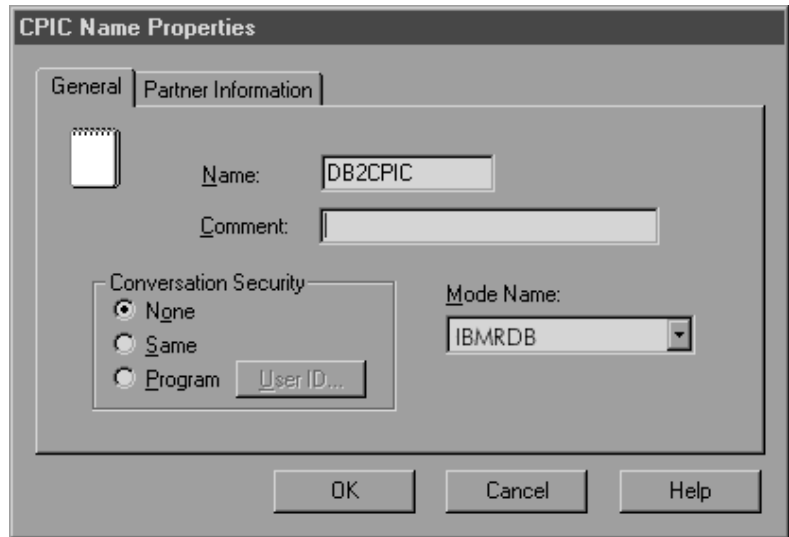 CPIC Name Properties
General Partner Information
Name: DB2CPIC
Comment:
Conversation Security
None
Same
Program User ID...
Mode Name:
IBMRDB
OK Cancel Help